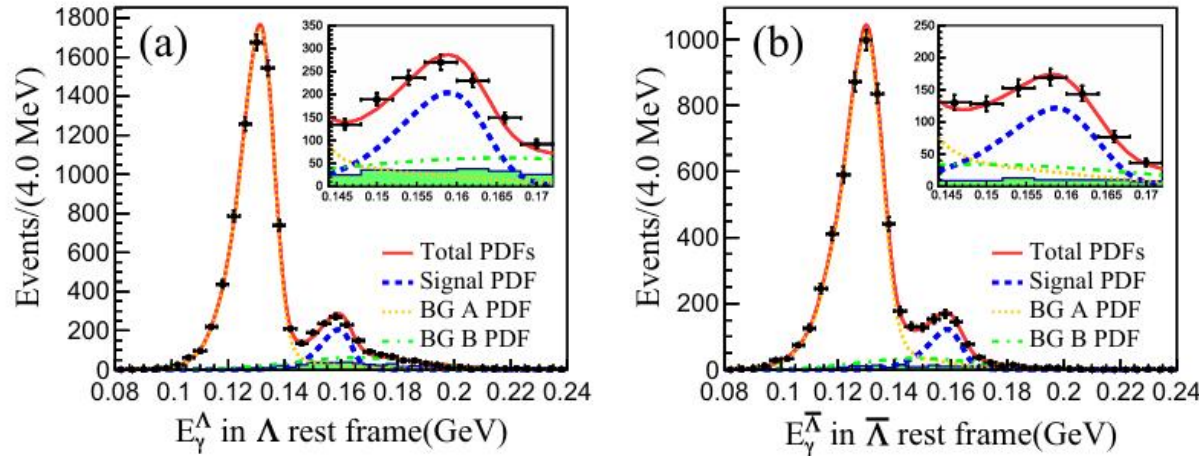 1800
1600
1400
1200
1000
800
600
400
200
0
Events/(4.0 MeV)
(a)
350
300
250
200
150
100
50
0
0.145 0.15 0.155 0.16 0.165 0.17
Total PDFs
Signal PDF
BG A PDF
BG B PDF
0.08 0.1 0.12 0.14 0.16 0.18 0.2 0.22 0.24
E_γ^Λ in Λ rest frame(GeV)
1000
800
600
400
200
0
Events/(4.0 MeV)
(b)
250
200
150
100
50
0
0.145 0.15 0.155 0.16 0.165 0.17
Total PDFs
Signal PDF
BG A PDF
BG B PDF
0.08 0.1 0.12 0.14 0.16 0.18 0.2 0.22 0.24
E_γ^Λ̄ in Λ̄ rest frame(GeV)